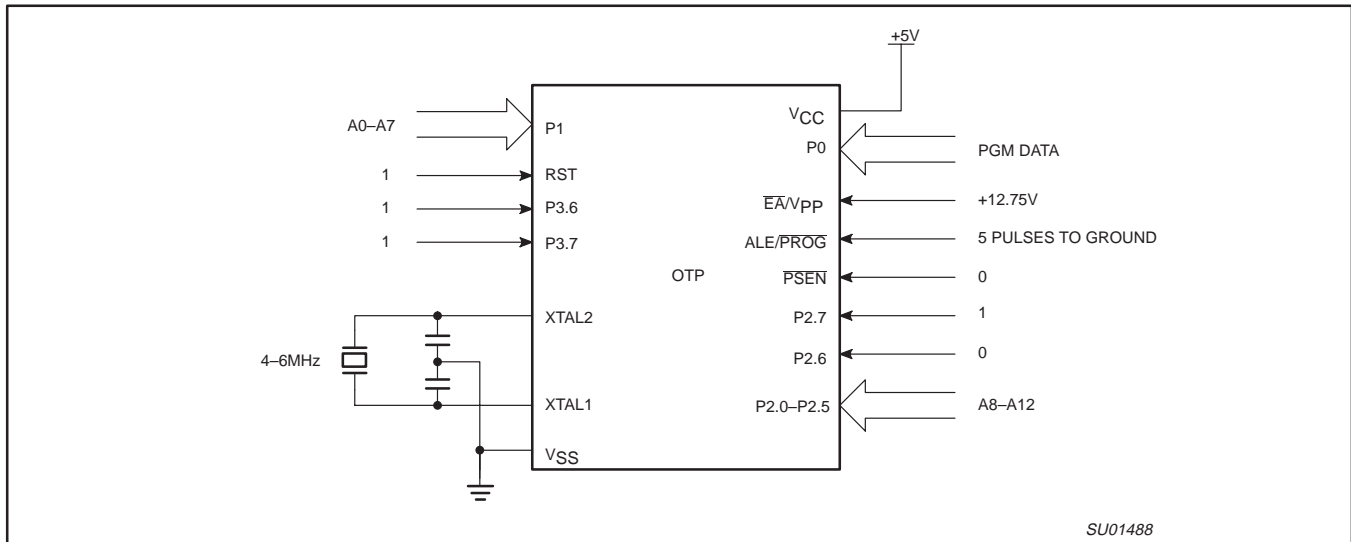 +5V
A0–A7
P1
VCC
P0
PGM DATA
1
RST
1
P3.6
EA/VPP
+12.75V
1
P3.7
ALE/PROG
5 PULSES TO GROUND
OTP
PSEN
0
XTAL2
P2.7
1
4–6MHz
P2.6
0
XTAL1
P2.0–P2.5
A8–A12
VSS
SU01488